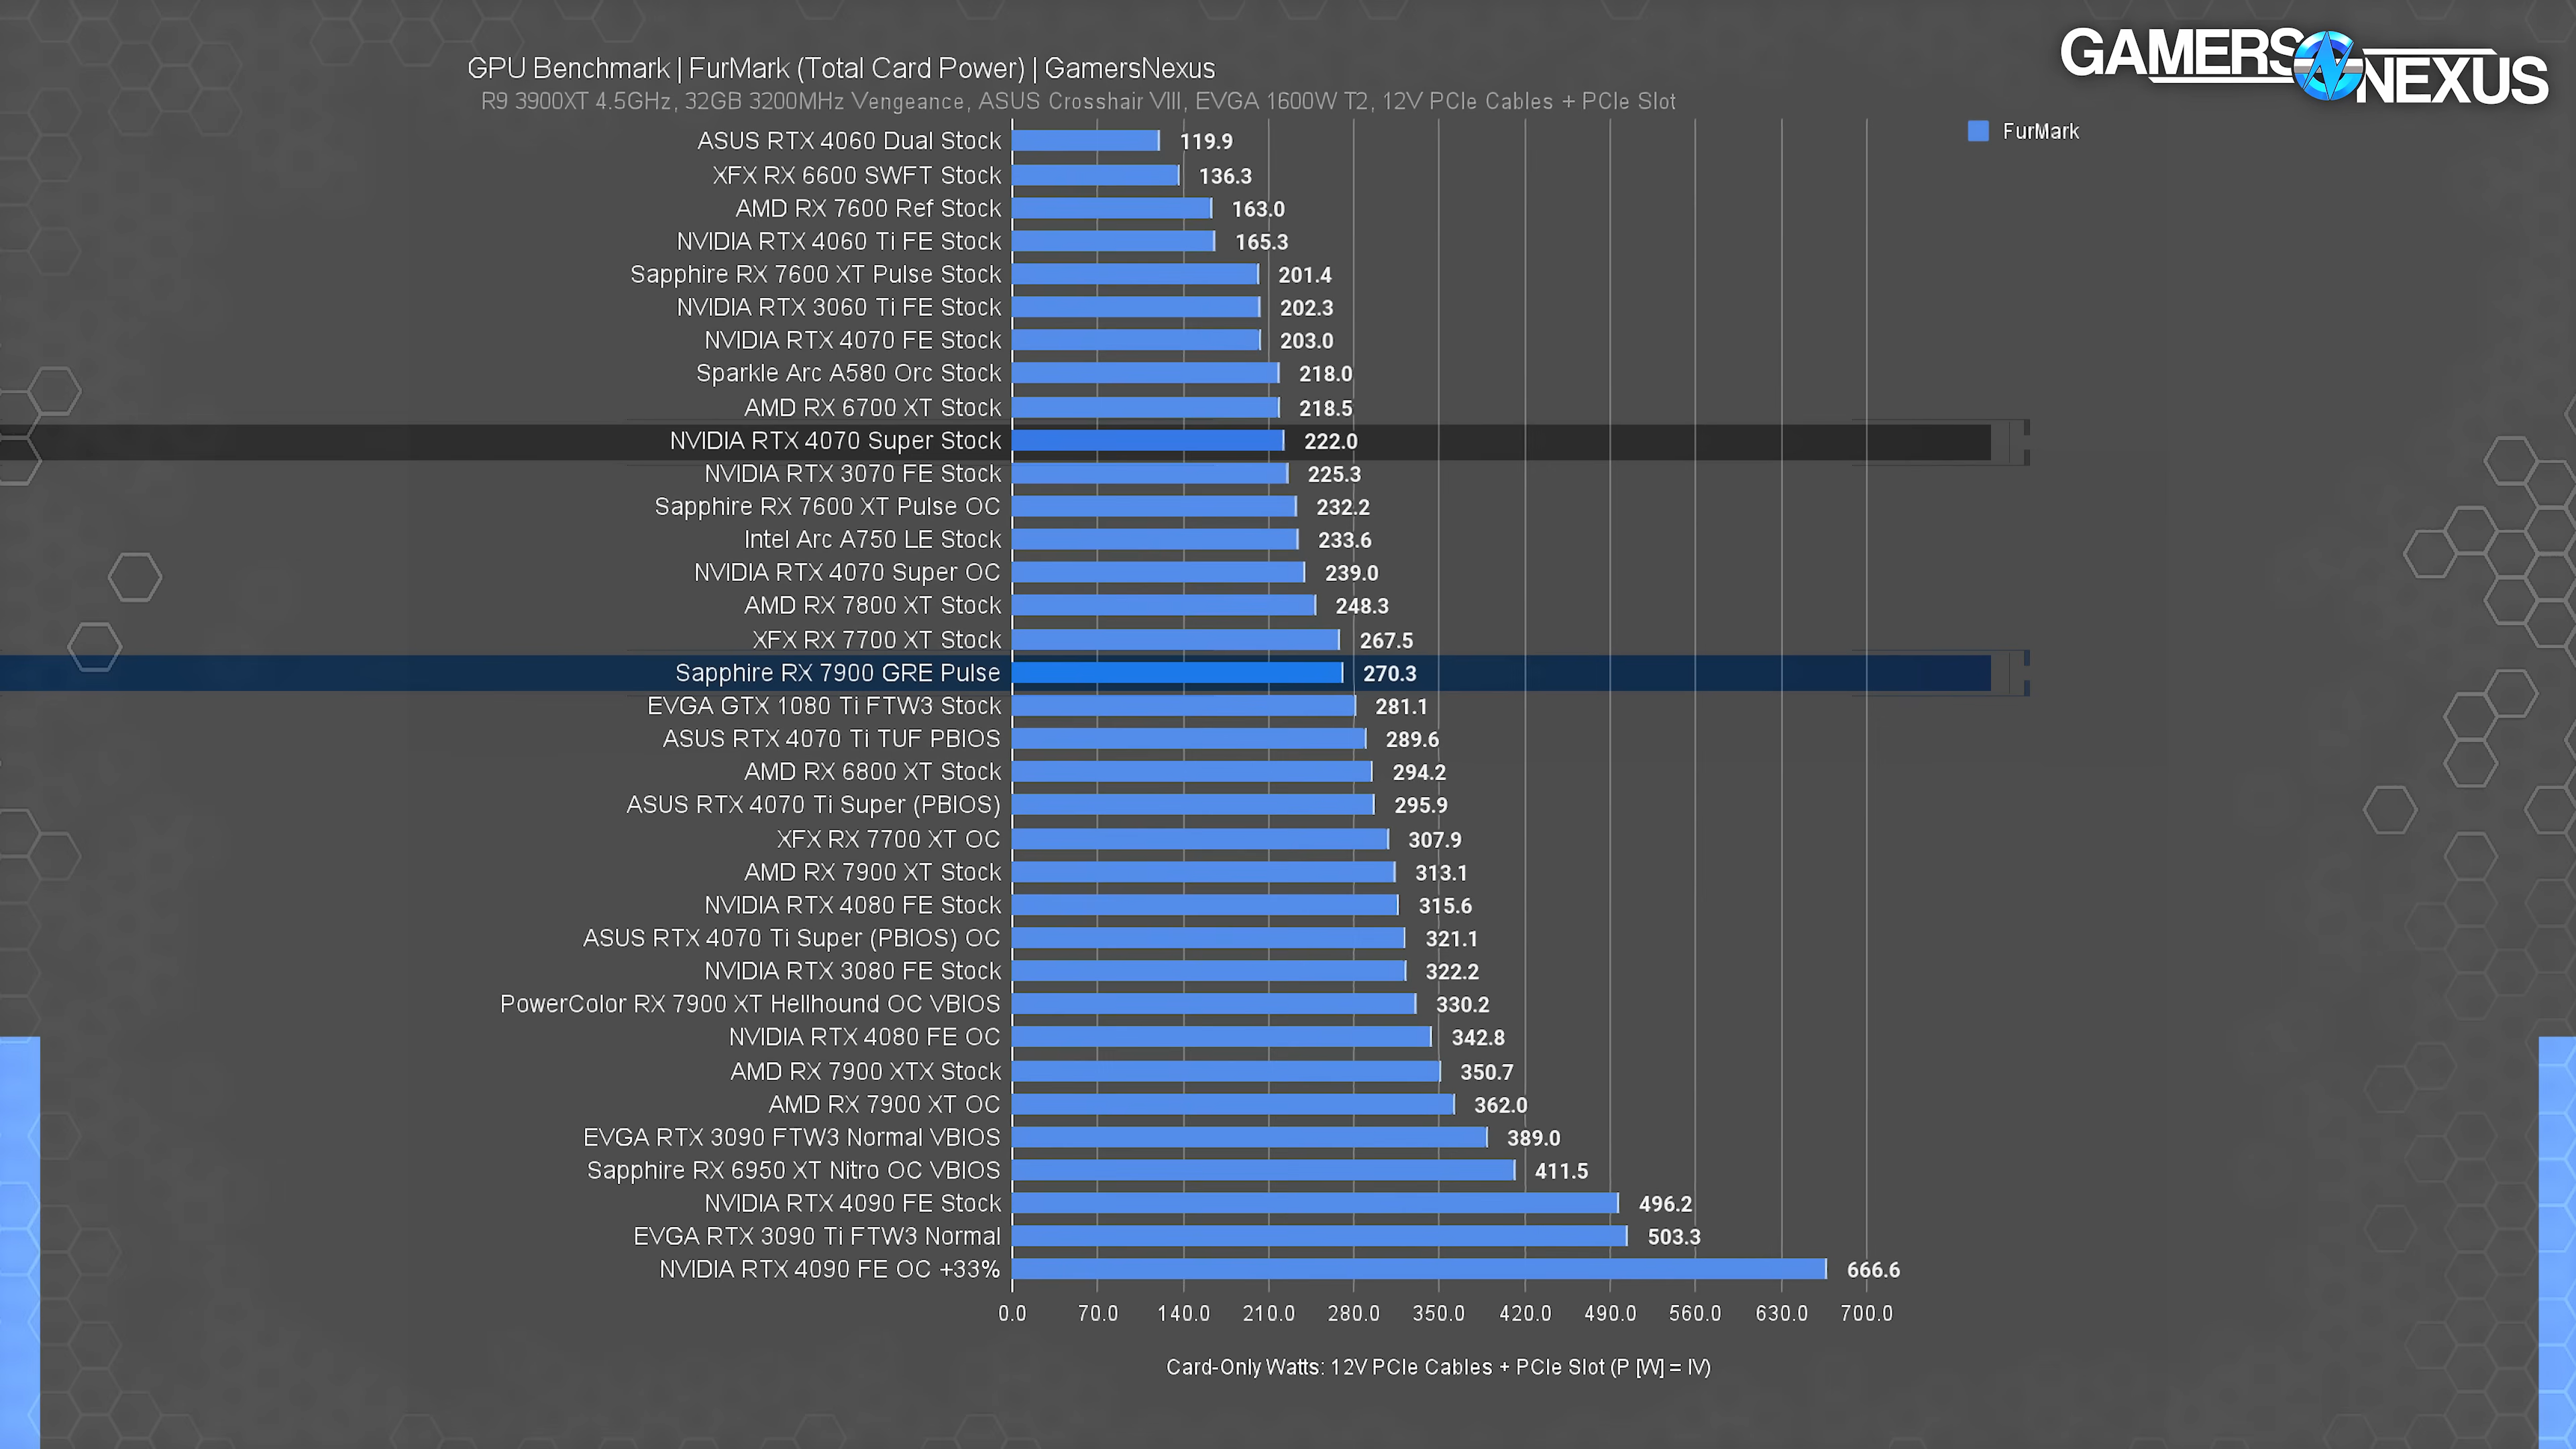 GAMERS NEXUS
GPU Benchmark | FurMark (Total Card Power) | GamersNexus
R9 3900XT 4.5GHz, 32GB 3200MHz Vengeance, ASUS Crosshair VIII, EVGA 1600W T2, 12V PCIe Cables + PCIe Slot
FurMark
ASUS RTX 4060 Dual Stock 119.9
XFX RX 6600 SWFT Stock 136.3
AMD RX 7600 Ref Stock 163.0
NVIDIA RTX 4060 Ti FE Stock 165.3
Sapphire RX 7600 XT Pulse Stock 201.4
NVIDIA RTX 3060 Ti FE Stock 202.3
NVIDIA RTX 4070 FE Stock 203.0
Sparkle Arc A580 Orc Stock 218.0
AMD RX 6700 XT Stock 218.5
NVIDIA RTX 4070 Super Stock 222.0
NVIDIA RTX 3070 FE Stock 225.3
Sapphire RX 7600 XT Pulse OC 232.2
Intel Arc A750 LE Stock 233.6
NVIDIA RTX 4070 Super OC 239.0
AMD RX 7800 XT Stock 248.3
XFX RX 7700 XT Stock 267.5
Sapphire RX 7900 GRE Pulse 270.3
EVGA GTX 1080 Ti FTW3 Stock 281.1
ASUS RTX 4070 Ti TUF PBIOS 289.6
AMD RX 6800 XT Stock 294.2
ASUS RTX 4070 Ti Super (PBIOS) 295.9
XFX RX 7700 XT OC 307.9
AMD RX 7900 XT Stock 313.1
NVIDIA RTX 4080 FE Stock 315.6
ASUS RTX 4070 Ti Super (PBIOS) OC 321.1
NVIDIA RTX 3080 FE Stock 322.2
PowerColor RX 7900 XT Hellhound OC VBIOS 330.2
NVIDIA RTX 4080 FE OC 342.8
AMD RX 7900 XTX Stock 350.7
AMD RX 7900 XT OC 362.0
EVGA RTX 3090 FTW3 Normal VBIOS 389.0
Sapphire RX 6950 XT Nitro OC VBIOS 411.5
NVIDIA RTX 4090 FE Stock 496.2
EVGA RTX 3090 Ti FTW3 Normal 503.3
NVIDIA RTX 4090 FE OC +33% 666.6
0.0 70.0 140.0 210.0 280.0 350.0 420.0 490.0 560.0 630.0 700.0
Card-Only Watts: 12V PCIe Cables + PCIe Slot (P [W] = IV)